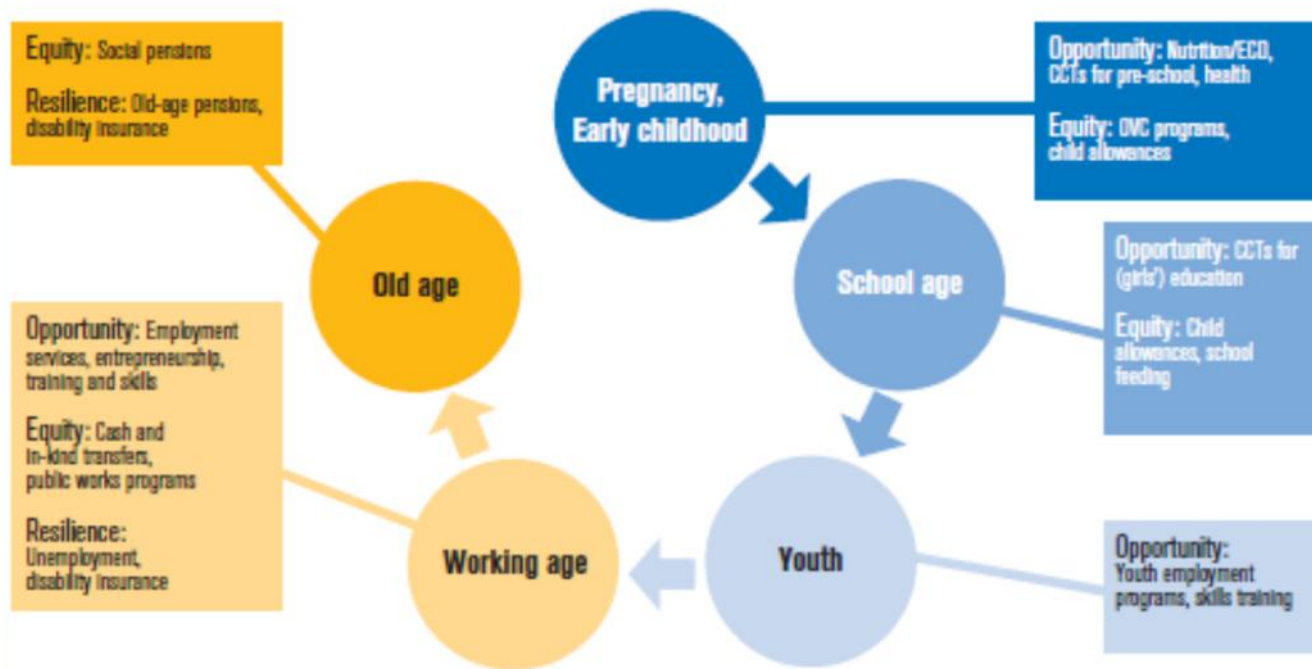 Equity: Social pensions
Resilience: Old-age pensions,
disability insurance
Pregnancy,
Early childhood
Opportunity: Nutrition/ECD,
CCTs for pre-school, health
Equity: OVC programs,
child allowances
Old age
School age
Opportunity: CCTs for
(girls') education
Equity: Child
allowances, school
feeding
Opportunity: Employment
services, entrepreneurship,
training and skills
Equity: Cash and
in-kind transfers,
public works programs
Resilience:
Unemployment,
disability insurance
Working age
Youth
Opportunity:
Youth employment
programs, skills training